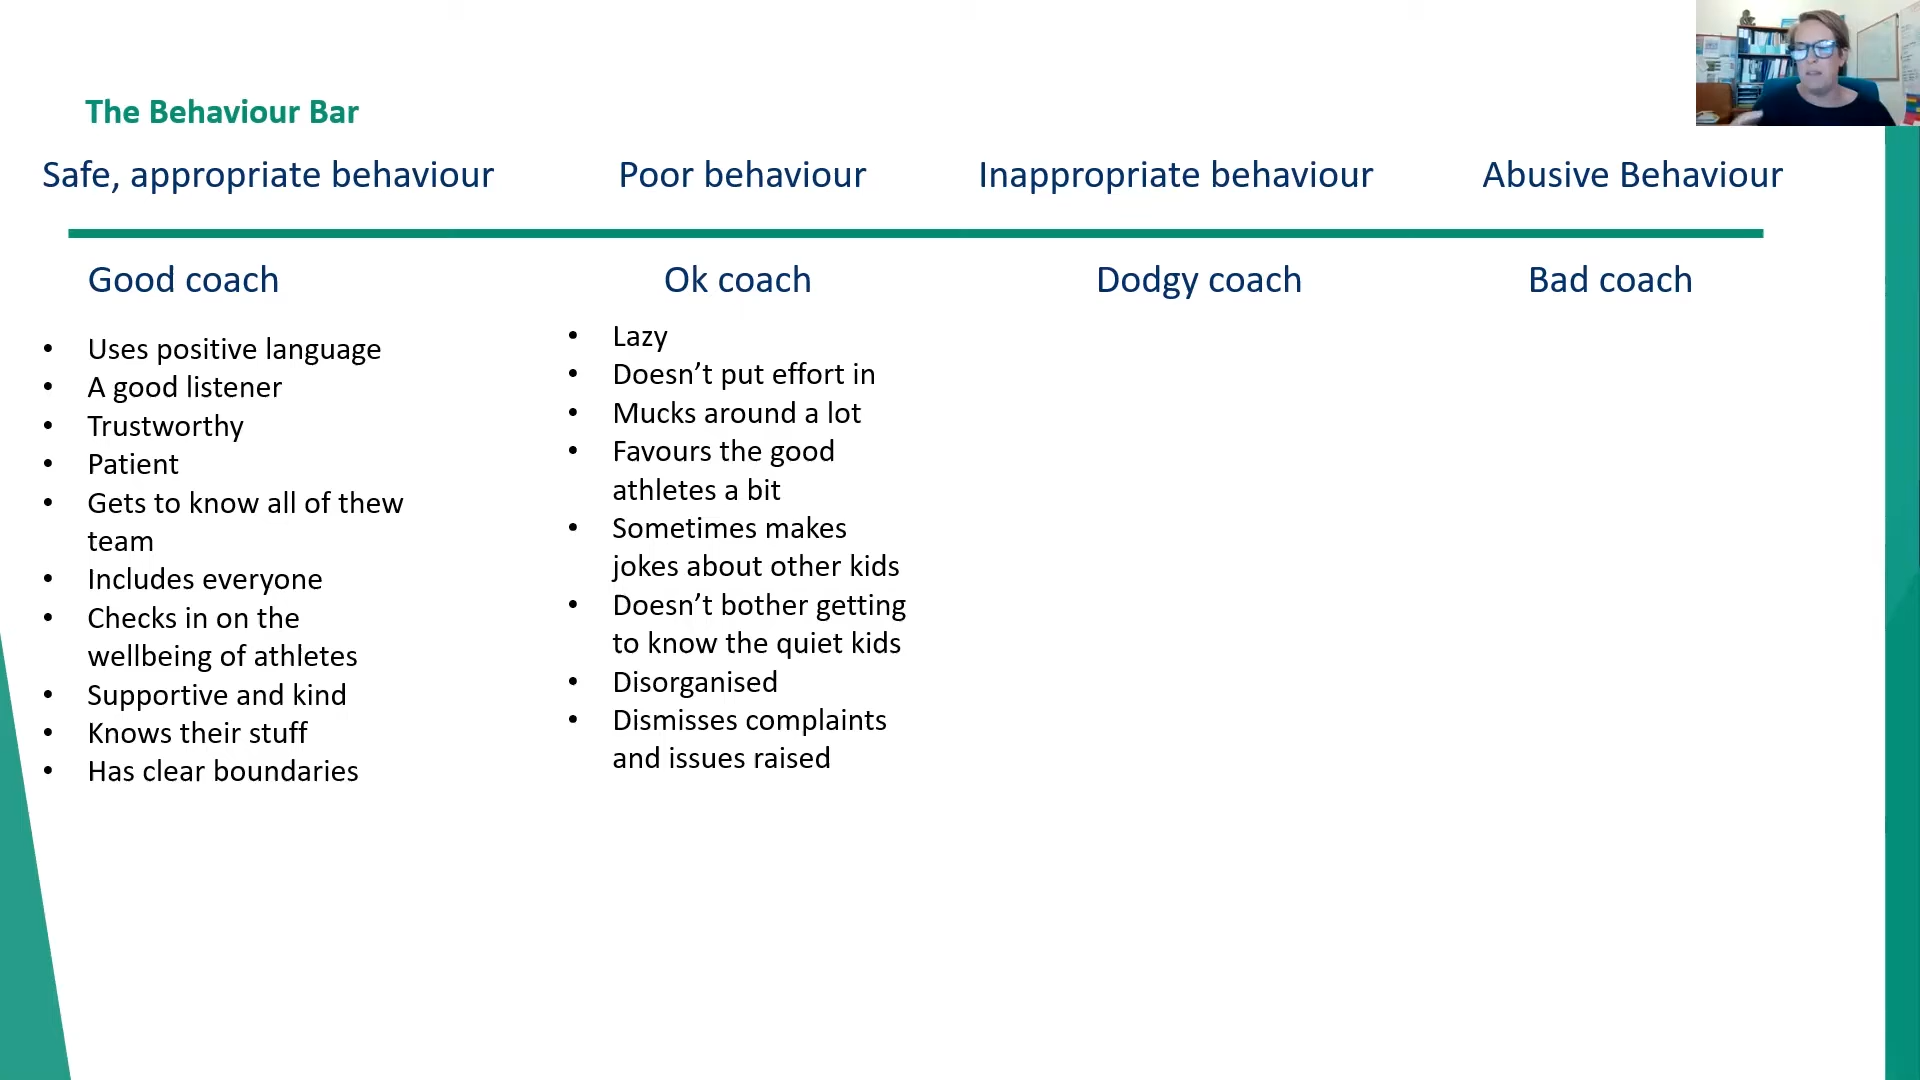 The Behaviour Bar
Safe, appropriate behaviour
Poor behaviour
Inappropriate behaviour
Abusive Behaviour
Good coach
• Uses positive language
• A good listener
• Trustworthy
• Patient
• Gets to know all of thew
team
• Includes everyone
• Checks in on the
wellbeing of athletes
• Supportive and kind
• Knows their stuff
• Has clear boundaries
Ok coach
• Lazy
• Doesn’t put effort in
• Mucks around a lot
• Favours the good
athletes a bit
• Sometimes makes
jokes about other kids
• Doesn’t bother getting
to know the quiet kids
• Disorganised
• Dismisses complaints
and issues raised
Dodgy coach
Bad coach